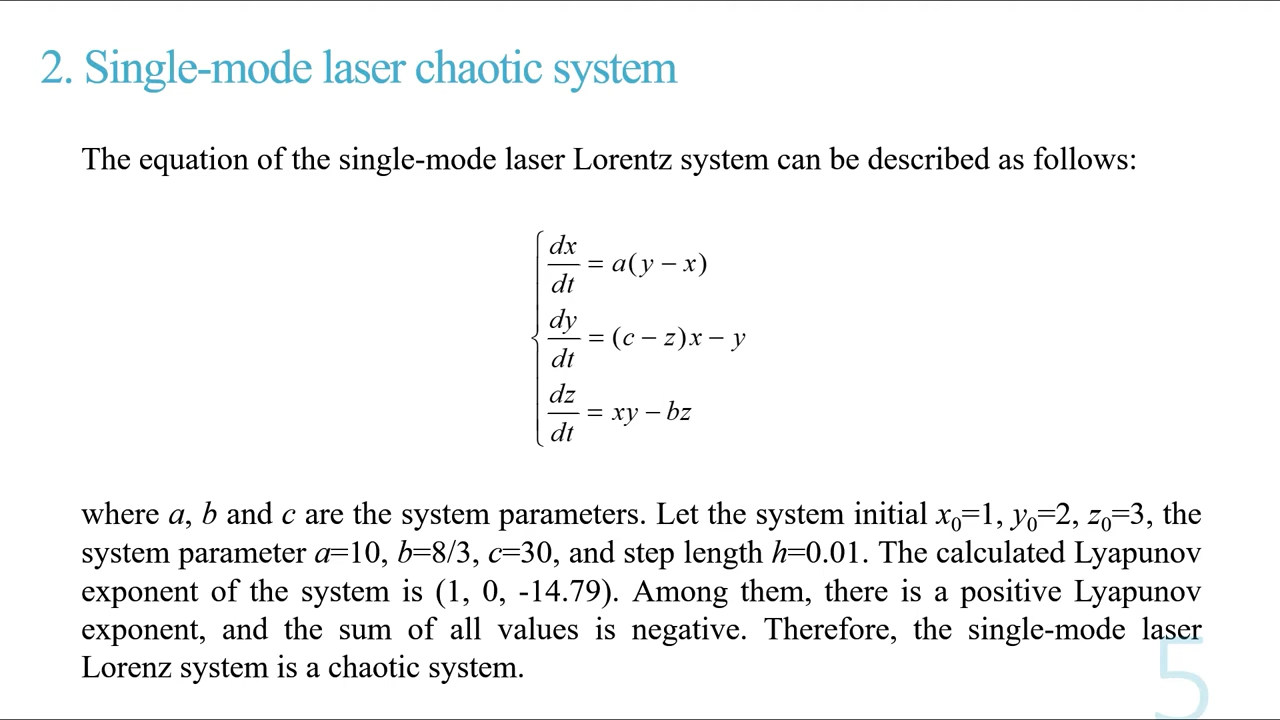 2. Single-mode laser chaotic system
The equation of the single-mode laser Lorentz system can be described as follows:
dx/dt = a(y − x)
dy/dt = (c − z)x − y
dz/dt = xy − bz
where a, b and c are the system parameters. Let the system initial x₀=1, y₀=2, z₀=3, the
system parameter a=10, b=8/3, c=30, and step length h=0.01. The calculated Lyapunov
exponent of the system is (1, 0, -14.79). Among them, there is a positive Lyapunov
exponent, and the sum of all values is negative. Therefore, the single-mode laser
Lorenz system is a chaotic system.
5